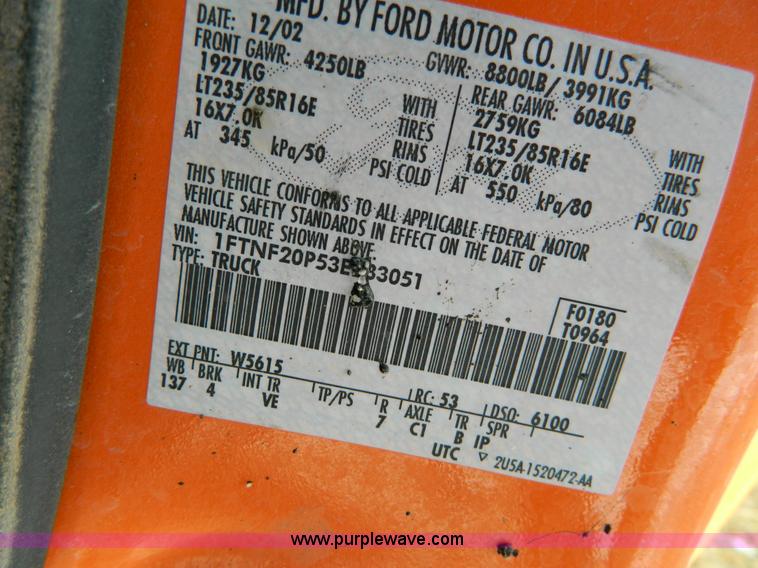 MFD. BY FORD MOTOR CO. IN U.S.A.
DATE: 12/02 GVWR: 8800LB/ 3991KG
FRONT GAWR: 4250LB REAR GAWR: 6084LB
1927KG WITH 2759KG WITH
LT235/85R16E TIRES LT235/85R16E TIRES
16X7.0K RIMS 16X7.0K RIMS
AT 345 kPa/50 PSI COLD AT 550 kPa/80 PSI COLD
THIS VEHICLE CONFORMS TO ALL APPLICABLE FEDERAL MOTOR
VEHICLE SAFETY STANDARDS IN EFFECT ON THE DATE OF
MANUFACTURE SHOWN ABOVE.
VIN:
TYPE: TRUCK
F0180
T0964
EXT PNT: W5615 RC: 53 DSO: 6100
WB BRK INT TR TP/PS R AXLE TR SPR
137 4 VE 7 C1 B IP
UTC ▽ 2U5A-1520472-AA
www.purplewave.com